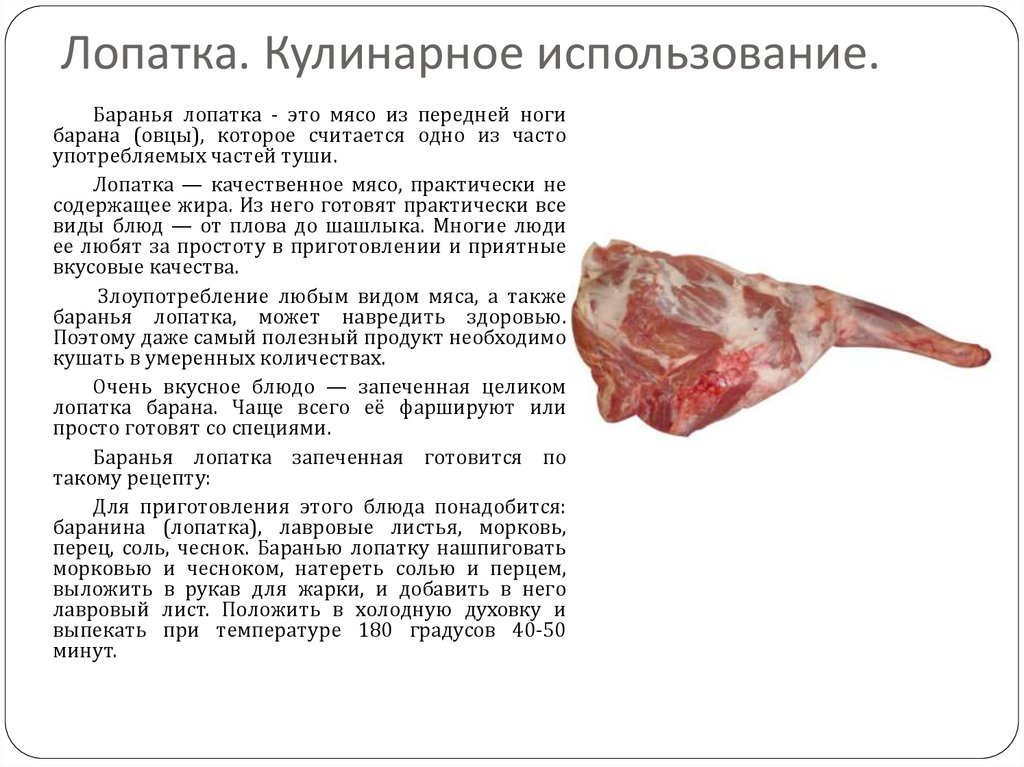 Лопатка. Кулинарное использование.
Баранья лопатка - это мясо из передней ноги
барана (овцы), которое считается одно из часто
употребляемых частей туши.
Лопатка — качественное мясо, практически не
содержащее жира. Из него готовят практически все
виды блюд — от плова до шашлыка. Многие люди
ее любят за простоту в приготовлении и приятные
вкусовые качества.
Злоупотребление любым видом мяса, а также
баранья лопатка, может навредить здоровью.
Поэтому даже самый полезный продукт необходимо
кушать в умеренных количествах.
Очень вкусное блюдо — запеченная целиком
лопатка барана. Чаще всего её фаршируют или
просто готовят со специями.
Баранья лопатка запеченная готовится по
такому рецепту:
Для приготовления этого блюда понадобится:
баранина (лопатка), лавровые листья, морковь,
перец, соль, чеснок. Баранью лопатку нашпиговать
морковью и чесноком, натереть солью и перцем,
выложить в рукав для жарки, и добавить в него
лавровый лист. Положить в холодную духовку и
выпекать при температуре 180 градусов 40-50
минут.